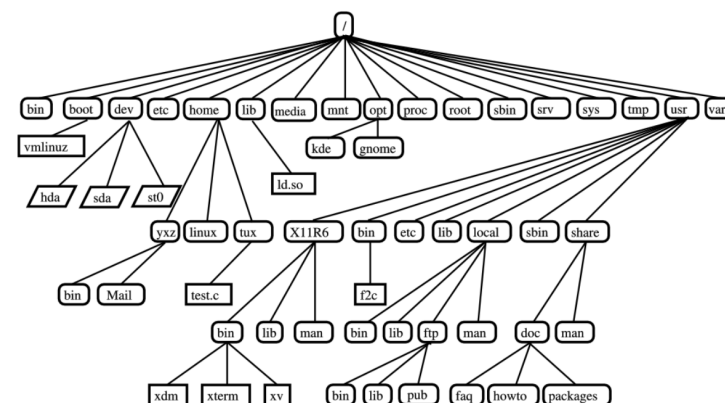 /
bin boot dev etc home lib media mnt opt proc root sbin srv sys tmp usr var
vmlinuz kde gnome
hda sda st0 ld.so
yxz linux tux X11R6 bin etc lib local sbin share
bin Mail test.c f2c
bin lib man bin lib ftp man doc man
xdm xterm xv bin lib pub faq howto packages